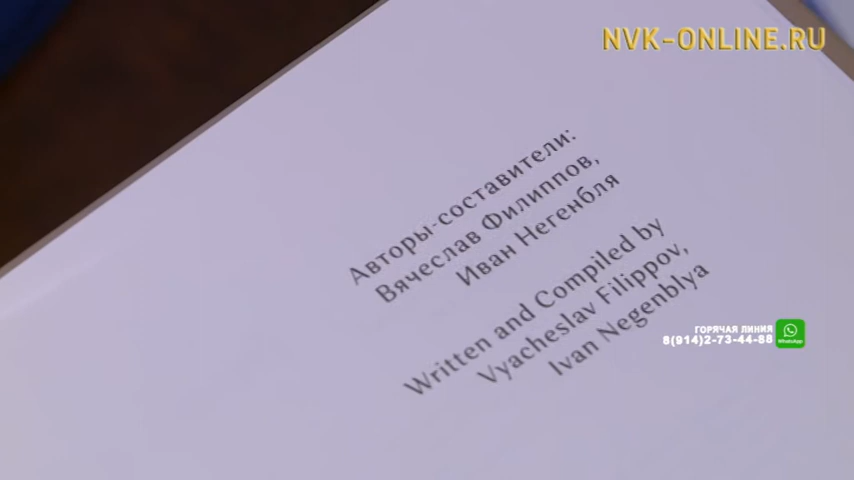 NVK-ONLINE.RU
Авторы-составители:
Вячеслав Филиппов,
Иван Негенбля
Written and Compiled by
Vyacheslav Filippov,
Ivan Negenblya
ГОРЯЧАЯ ЛИНИЯ
8(914)2-73-44-88
WhatsApp